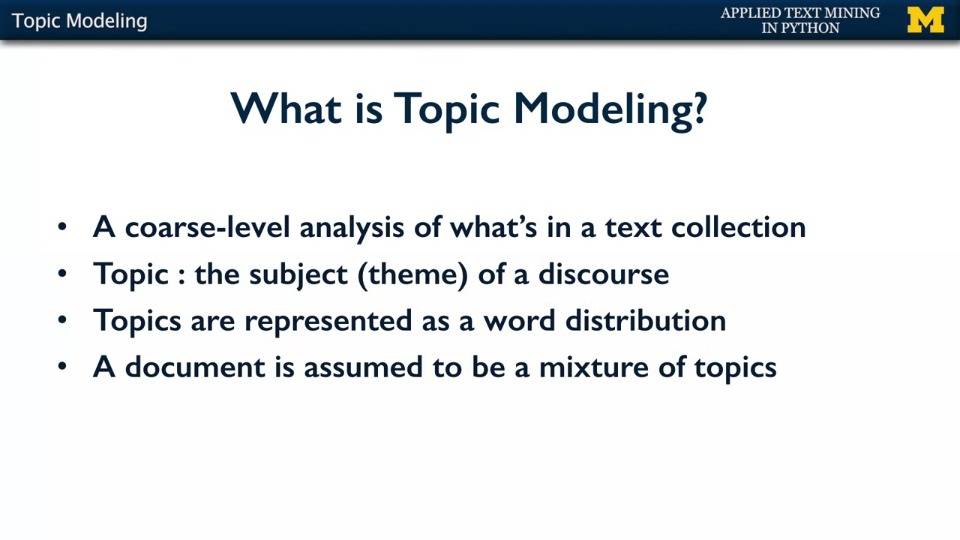 Topic Modeling
APPLIED TEXT MINING
IN PYTHON
M
What is Topic Modeling?
• A coarse-level analysis of what's in a text collection
• Topic : the subject (theme) of a discourse
• Topics are represented as a word distribution
• A document is assumed to be a mixture of topics